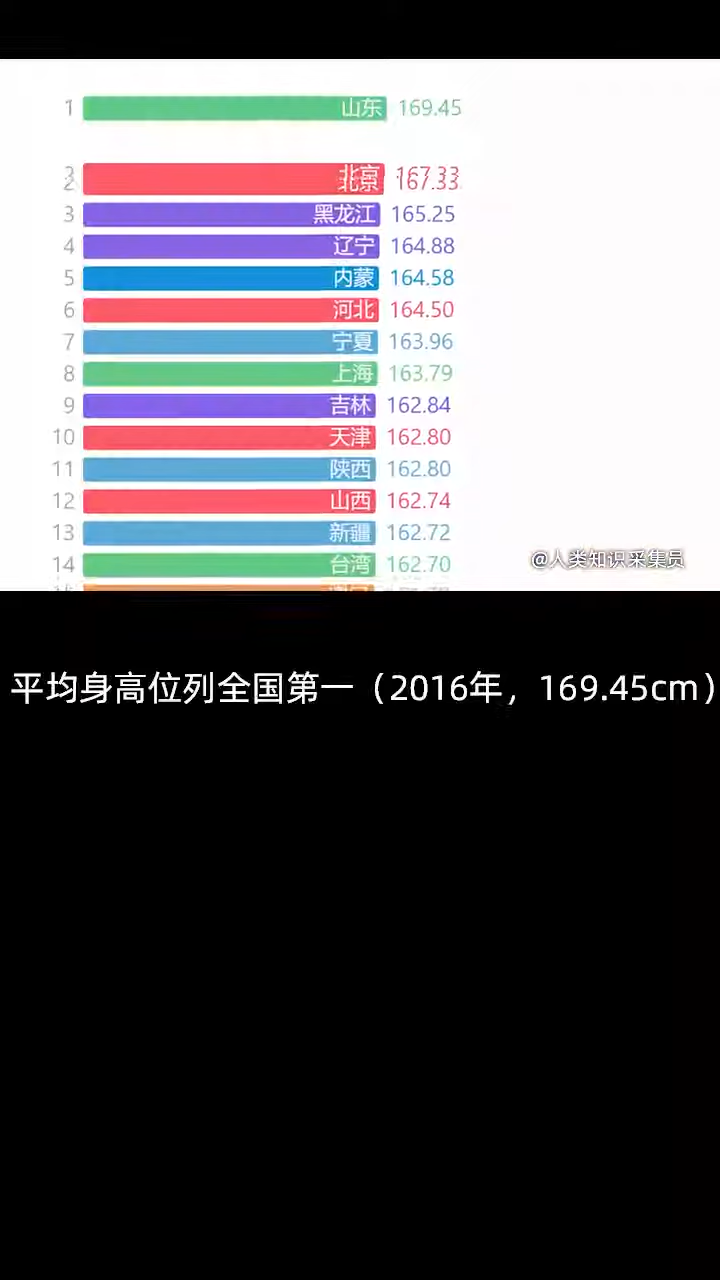 1 山东 169.45
2 北京 167.33
3 黑龙江 165.25
4 辽宁 164.88
5 内蒙 164.58
6 河北 164.50
7 宁夏 163.96
8 上海 163.79
9 吉林 162.84
10 天津 162.80
11 陕西 162.80
12 山西 162.74
13 新疆 162.72
14 台湾 162.70
@人类知识采集员
平均身高位列全国第一（2016年，169.45cm）